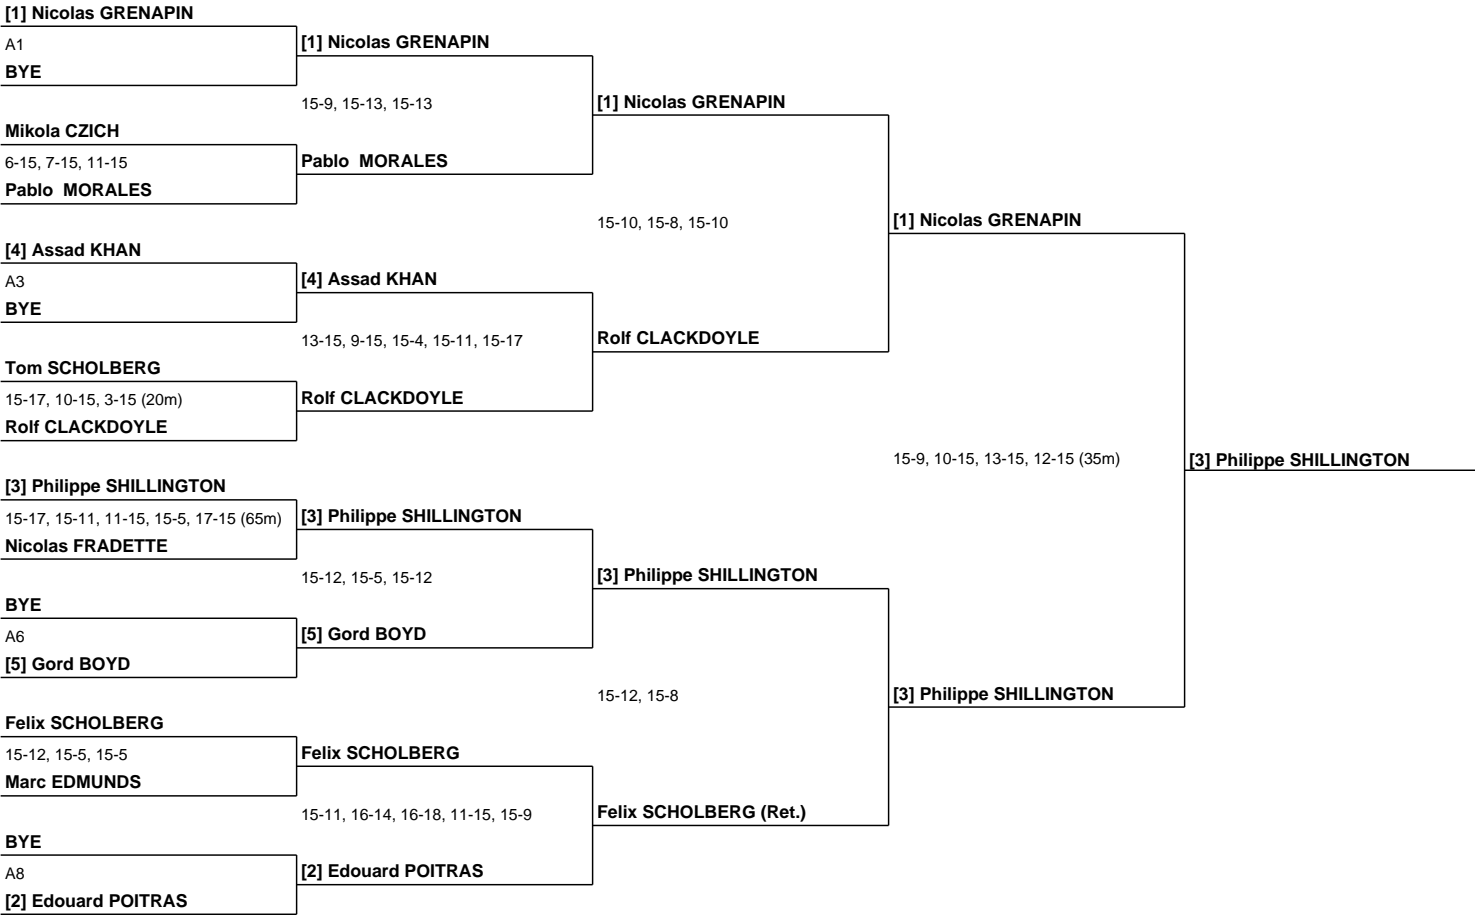 [1] Nicolas GRENAPIN
A1
BYE
Mikola CZICH
6-15, 7-15, 11-15
Pablo  MORALES
[4] Assad KHAN
A3
BYE
Tom SCHOLBERG
15-17, 10-15, 3-15 (20m)
Rolf CLACKDOYLE
[3] Philippe SHILLINGTON
15-17, 15-11, 11-15, 15-5, 17-15 (65m)
Nicolas FRADETTE
BYE
A6
[5] Gord BOYD
Felix SCHOLBERG
15-12, 15-5, 15-5
Marc EDMUNDS
BYE
A8
[2] Edouard POITRAS
[1] Nicolas GRENAPIN
15-9, 15-13, 15-13
Pablo  MORALES
[4] Assad KHAN
13-15, 9-15, 15-4, 15-11, 15-17
Rolf CLACKDOYLE
[3] Philippe SHILLINGTON
15-12, 15-5, 15-12
[5] Gord BOYD
Felix SCHOLBERG
15-11, 16-14, 16-18, 11-15, 15-9
[2] Edouard POITRAS
[1] Nicolas GRENAPIN
15-10, 15-8, 15-10
Rolf CLACKDOYLE
[3] Philippe SHILLINGTON
15-12, 15-8
Felix SCHOLBERG (Ret.)
[1] Nicolas GRENAPIN
15-9, 10-15, 13-15, 12-15 (35m)
[3] Philippe SHILLINGTON
[3] Philippe SHILLINGTON